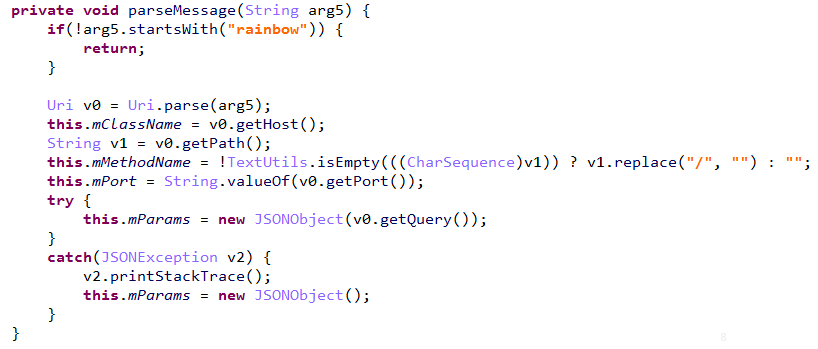 private void parseMessage(String arg5) {
    if(!arg5.startsWith("rainbow")) {
        return;
    }

    Uri v0 = Uri.parse(arg5);
    this.mClassName = v0.getHost();
    String v1 = v0.getPath();
    this.mMethodName = !TextUtils.isEmpty(((CharSequence)v1)) ? v1.replace("/", "") : "";
    this.mPort = String.valueOf(v0.getPort());
    try {
        this.mParams = new JSONObject(v0.getQuery());
    }
    catch(JSONException v2) {
        v2.printStackTrace();
        this.mParams = new JSONObject();
    }
}
8